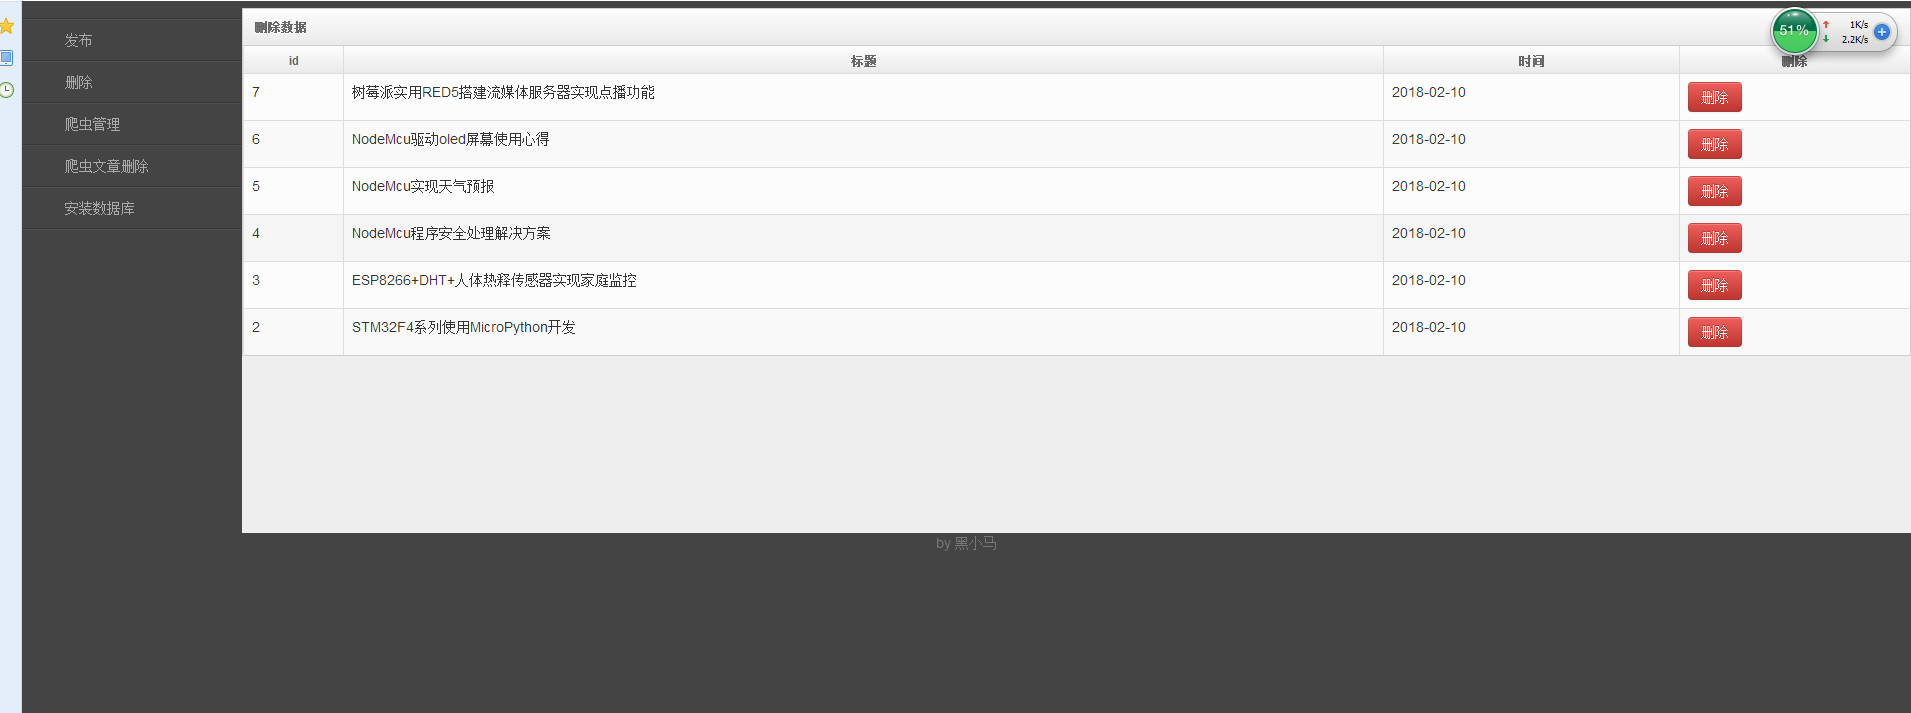 发布
删除
爬虫管理
爬虫文章删除
安装数据库
删除数据
51%
1K/s
2.2K/s
id 标题 时间 删除
7 树莓派实用RED5搭建流媒体服务器实现点播功能 2018-02-10 删除
6 NodeMcu驱动oled屏幕使用心得 2018-02-10 删除
5 NodeMcu实现天气预报 2018-02-10 删除
4 NodeMcu程序安全处理解决方案 2018-02-10 删除
3 ESP8266+DHT+人体热释传感器实现家庭监控 2018-02-10 删除
2 STM32F4系列使用MicroPython开发 2018-02-10 删除
by 黑小马